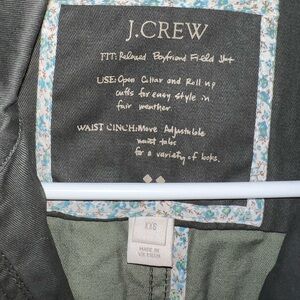 J.CREW
FIT: Relaxed Boyfriend Field Jkt
USE: Open Collar and Roll up
cuffs for easy style in
fair weather
WAIST CINCH: Move Adjustable
waist tabs
for a variety of looks.
XXS
MADE IN
VIETNAM